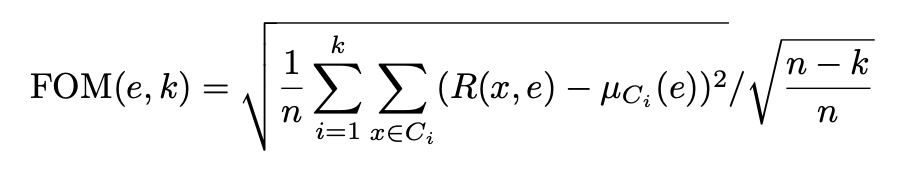 FOM(e, k) = √(1/n ∑_{i=1}^{k} ∑_{x∈C_i} (R(x, e) − μ_{C_i}(e))²) / √((n − k)/n)